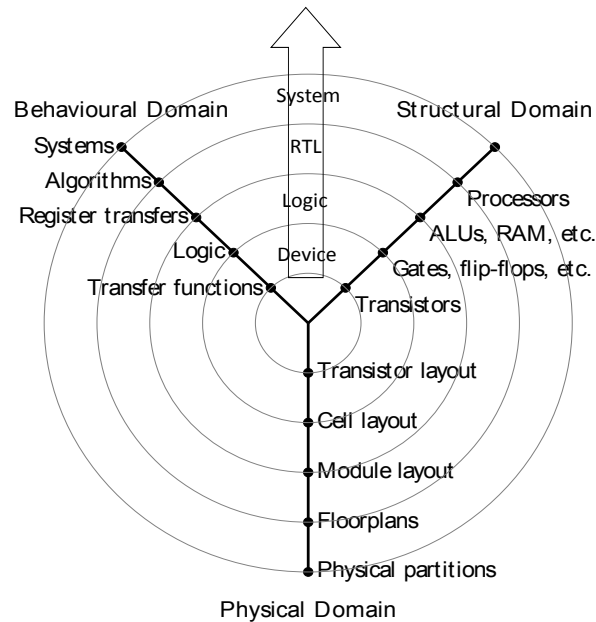 System
Behavioural Domain
Structural Domain
Systems
RTL
Algorithms
Processors
Logic
Register transfers
ALUs, RAM, etc.
Logic
Device
Gates, flip-flops, etc.
Transfer functions
Transistors
Transistor layout
Cell layout
Module layout
Floorplans
Physical partitions
Physical Domain